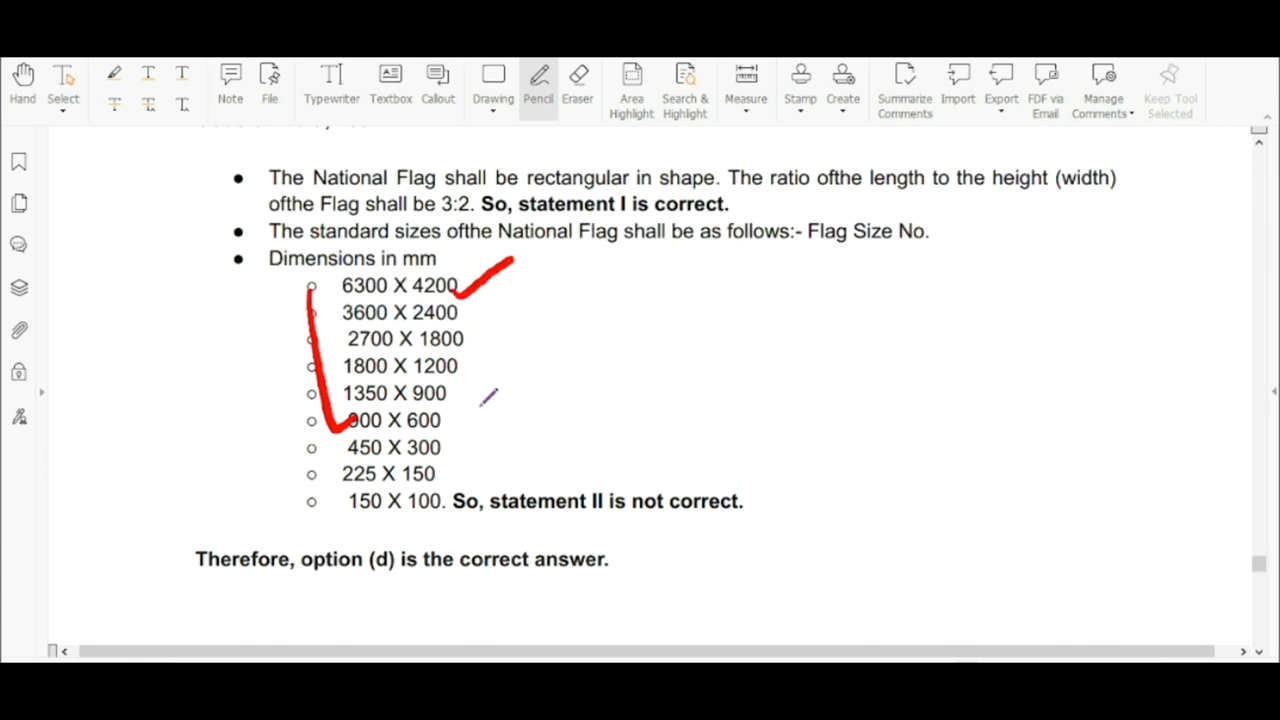 Hand Select Note File Typewriter Textbox Callout Drawing Pencil Eraser Area Highlight Search & Highlight Measure Stamp Create Summarize Comments Import Export FDF via Email Manage Comments Keep Tool Selected
● The National Flag shall be rectangular in shape. The ratio ofthe length to the height (width)
ofthe Flag shall be 3:2. So, statement I is correct.
● The standard sizes ofthe National Flag shall be as follows:- Flag Size No.
● Dimensions in mm
○ 6300 X 4200
○ 3600 X 2400
○ 2700 X 1800
○ 1800 X 1200
○ 1350 X 900
○ 900 X 600
○ 450 X 300
○ 225 X 150
○ 150 X 100. So, statement II is not correct.
Therefore, option (d) is the correct answer.